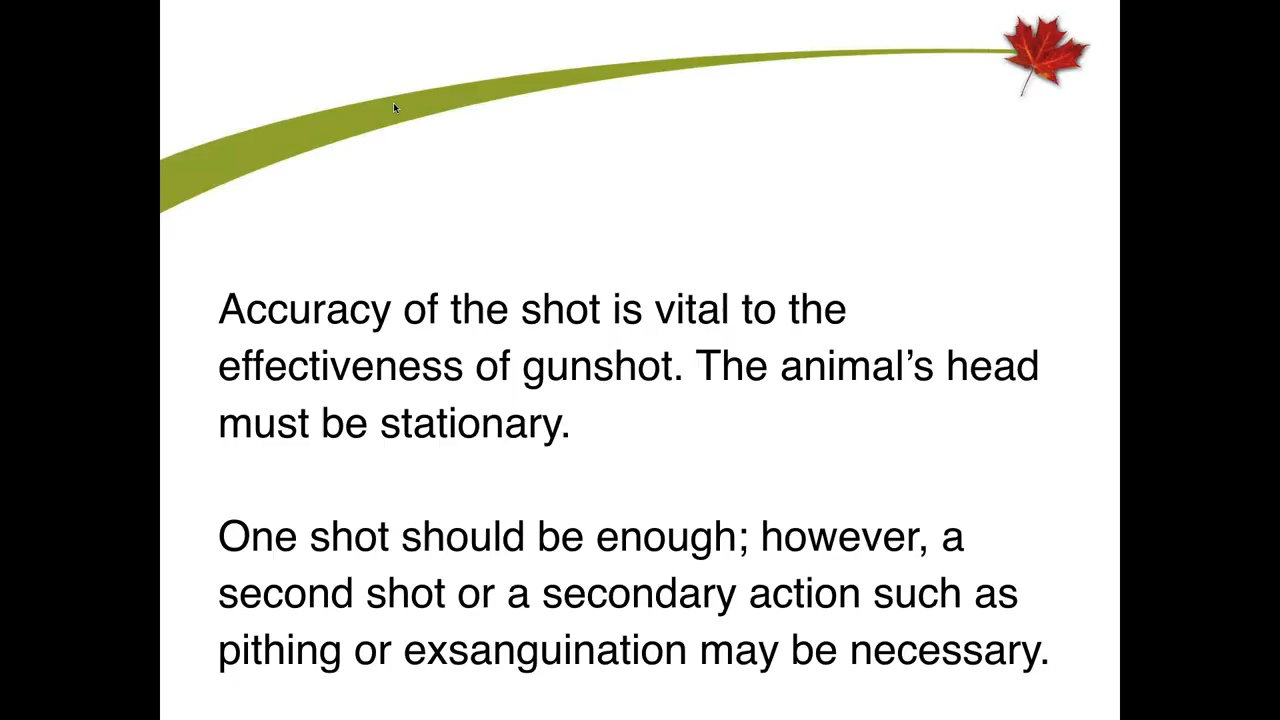 Accuracy of the shot is vital to the
effectiveness of gunshot. The animal’s head
must be stationary.
One shot should be enough; however, a
second shot or a secondary action such as
pithing or exsanguination may be necessary.